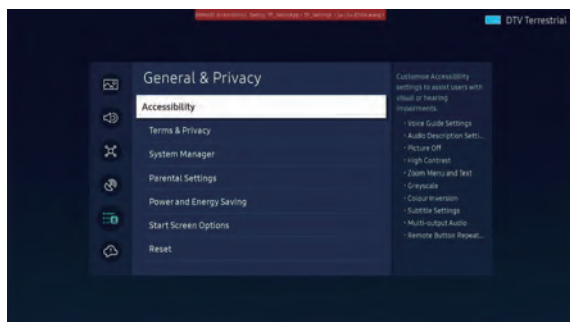 DTV Terrestrial
General & Privacy
Accessibility
Terms & Privacy
System Manager
Parental Settings
Power and Energy Saving
Start Screen Options
Reset
Customise Accessibility
settings to assist users with
visual or hearing
impairments.
• Voice Guide Settings
• Audio Description Setti...
• Picture Off
• High Contrast
• Zoom Menu and Text
• Greyscale
• Colour Inversion
• Subtitle Settings
• Multi-output Audio
• Remote Button Repeat...